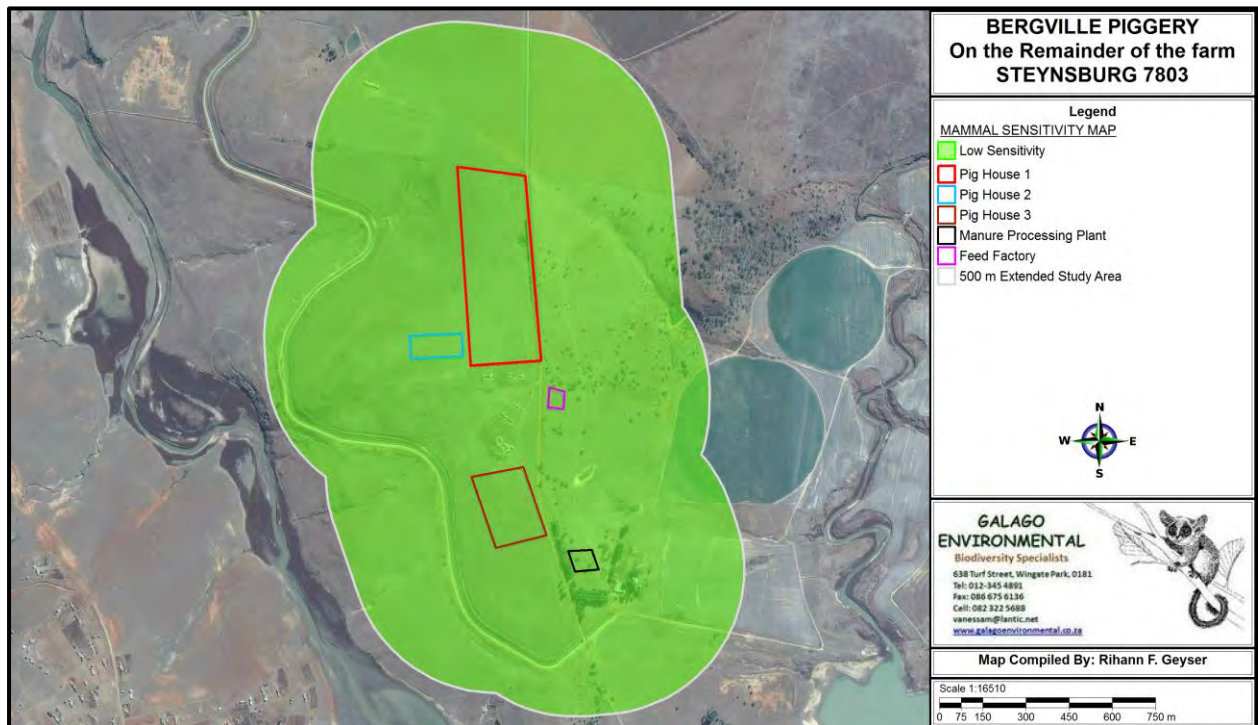 BERGVILLE PIGGERY
On the Remainder of the farm
STEYNSBURG 7803
Legend
MAMMAL SENSITIVITY MAP
Low Sensitivity
Pig House 1
Pig House 2
Pig House 3
Manure Processing Plant
Feed Factory
500 m Extended Study Area
N
W E
S
GALAGO
ENVIRONMENTAL
Biodiversity Specialists
638 Turf Street, Wingate Park, 0181
Tel: 012-345 4891
Fax: 086 675 6136
Cell: 082 322 5688
vanessam@lantic.net
www.galagoenvironmental.co.za
Map Compiled By: Rihann F. Geyser
Scale 1:16510
0 75 150 300 450 600 750 m